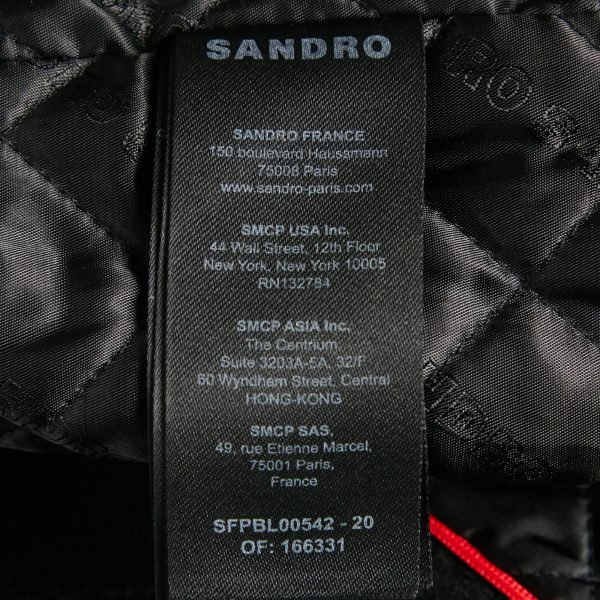 SANDRO
SANDRO FRANCE
150 boulevard Haussmann
75008 Paris
www.sandro-paris.com
SMCP USA Inc.
44 Wall Street, 12th Floor
New York, New York 10005
RN132784
SMCP ASIA Inc.
The Centrium,
Suite 3203A-5A, 32/F
60 Wyndham Street, Central
HONG-KONG
SMCP SAS,
49, rue Etienne Marcel,
75001 Paris,
France
SFPBL00542 - 20
OF: 166331